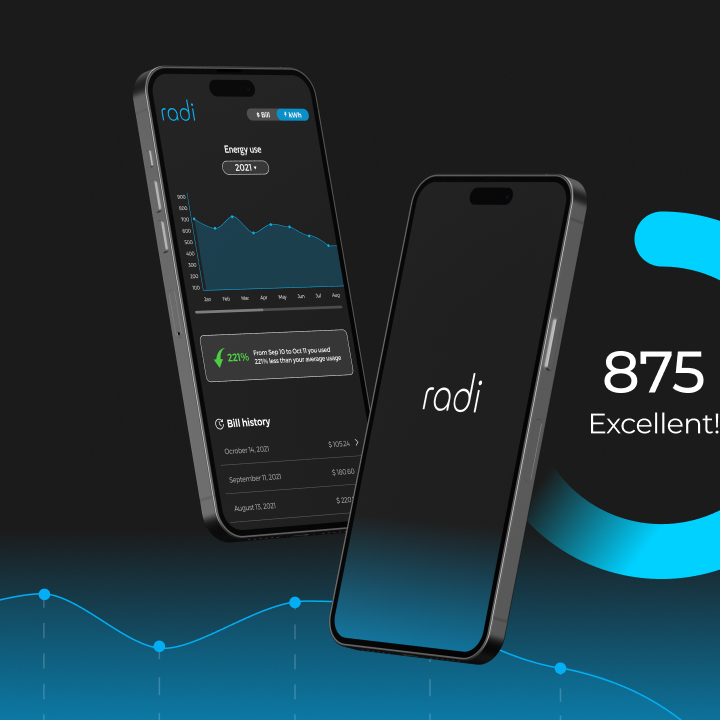 radi
$ Bill
kWh
Energy use
2021
900
800
700
600
500
400
300
200
100
Jan Feb Mar Apr May Jun Jul Aug
221%
From Sep 10 to Oct 11 you used
221% less than your average usage
Bill history
Ocrober 14, 2021
$ 105.24
September 11, 2021
$ 180.60
August 13, 2021
$ 220.
radi
875
Excellent!